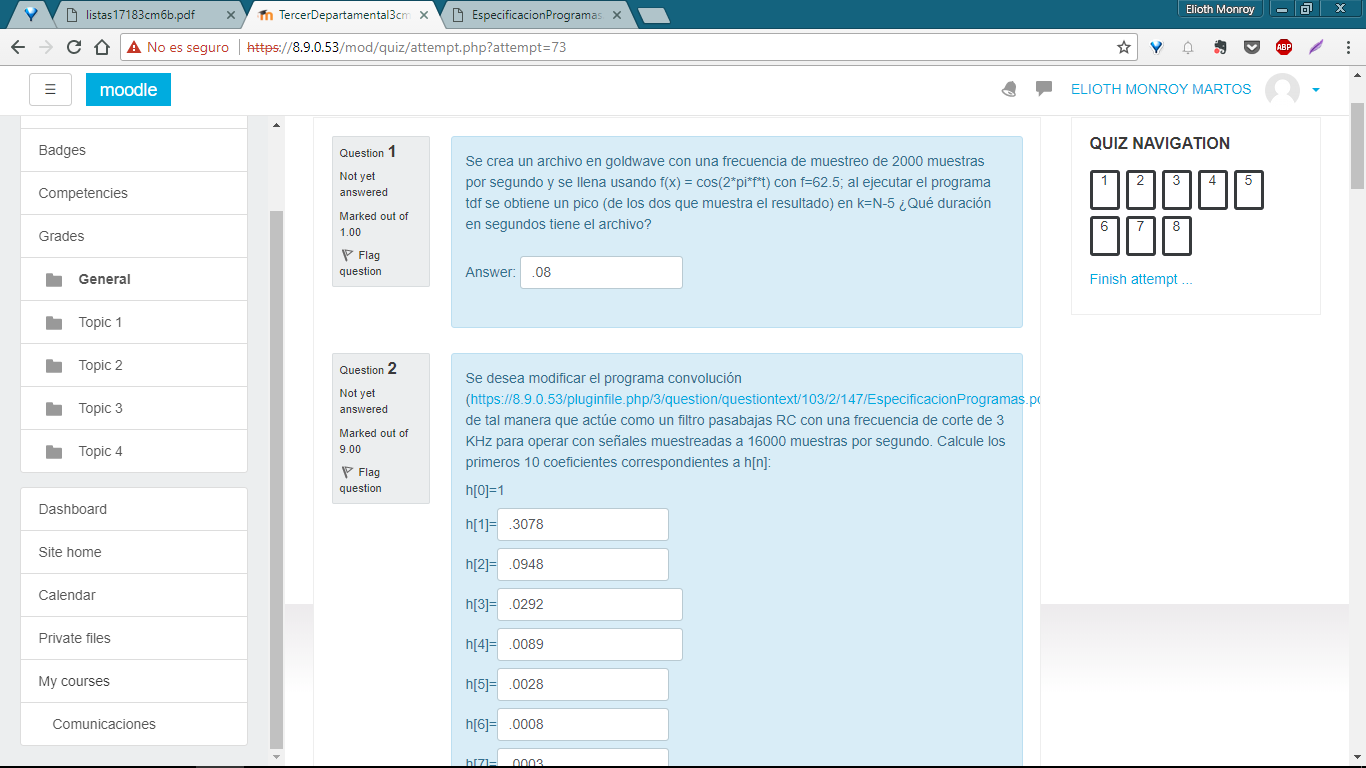 listas17183cm6b.pdf
TercerDepartamental3cm
EspecificacionProgramas
Elioth Monroy
No es seguro
https://8.9.0.53/mod/quiz/attempt.php?attempt=73
ABP
moodle
ELIOTH MONROY MARTOS
Badges
Competencies
Grades
General
Topic 1
Topic 2
Topic 3
Topic 4
Dashboard
Site home
Calendar
Private files
My courses
Comunicaciones
Question 1
Not yet
answered
Marked out of
1.00
Flag
question
Se crea un archivo en goldwave con una frecuencia de muestreo de 2000 muestras
por segundo y se llena usando f(x) = cos(2*pi*f*t) con f=62.5; al ejecutar el programa
tdf se obtiene un pico (de los dos que muestra el resultado) en k=N-5 ¿Qué duración
en segundos tiene el archivo?
Answer: .08
Question 2
Not yet
answered
Marked out of
9.00
Flag
question
Se desea modificar el programa convolución
(https://8.9.0.53/pluginfile.php/3/question/questiontext/103/2/147/EspecificacionProgramas.pd
de tal manera que actúe como un filtro pasabajas RC con una frecuencia de corte de 3
KHz para operar con señales muestreadas a 16000 muestras por segundo. Calcule los
primeros 10 coeficientes correspondientes a h[n]:
h[0]=1
h[1]= .3078
h[2]= .0948
h[3]= .0292
h[4]= .0089
h[5]= .0028
h[6]= .0008
h[7]= .0003
QUIZ NAVIGATION
1 2 3 4 5
6 7 8
Finish attempt ...